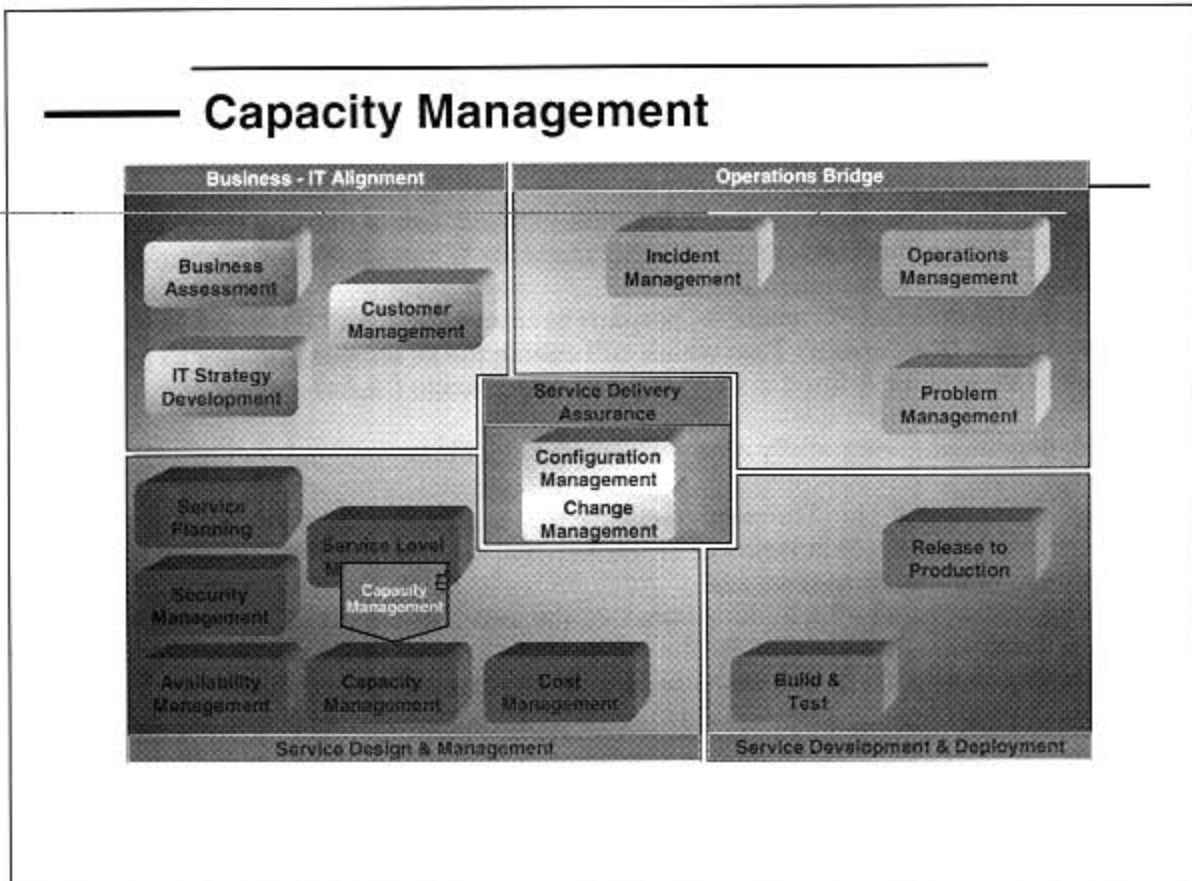 Capacity Management
Business - IT Alignment
Operations Bridge
Business
Assessment
Customer
Management
IT Strategy
Development
Incident
Management
Operations
Management
Problem
Management
Service Delivery
Assurance
Configuration
Management
Change
Management
Service
Planning
Service Level
Security
Management
Capacity
Management
Availability
Management
Capacity
Management
Cost
Management
Service Design & Management
Release to
Production
Build &
Test
Service Development & Deployment